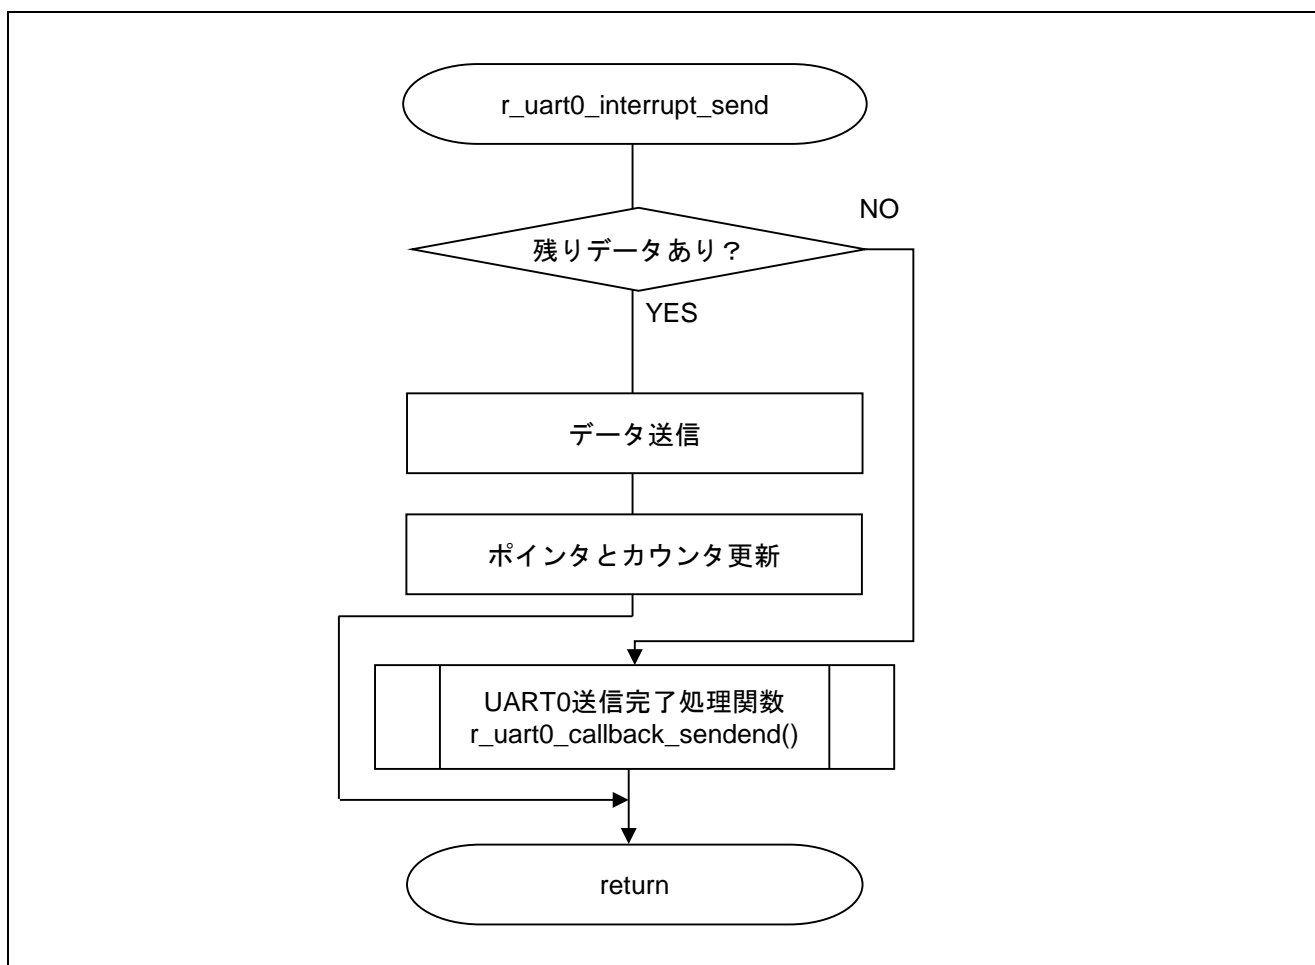 r_uart0_interrupt_send
NO
残りデータあり？
YES
データ送信
ポインタとカウンタ更新
UART0送信完了処理関数
r_uart0_callback_sendend()
return